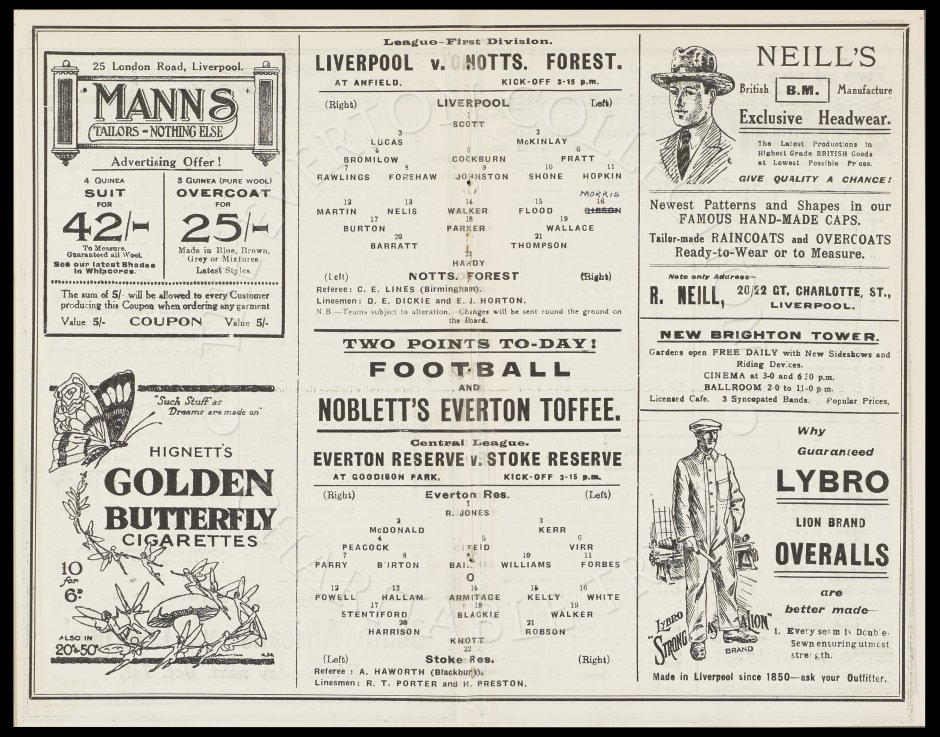 25 London Road, Liverpool.
MANNS
TAILORS - NOTHING ELSE
Advertising Offer !
4 GUINEA
SUIT
FOR
42/-
To Measure.
Guaranteed all Wool.
See our latest Shades
in Whipcords.
3 GUINEA (PURE WOOL)
OVERCOAT
FOR
25/-
Made in Blue, Brown,
Grey or Mixtures.
Latest Styles.
The sum of 5/- will be allowed to every Customer
producing this Coupon when ordering any garment
Value 5/- COUPON Value 5/-
"Such Stuff as
Dreams are made on"
HIGNETT'S
GOLDEN
BUTTERFLY
CIGARETTES
10
for
6D
ALSO IN
20s & 50s
League–First Division.
LIVERPOOL v. NOTTS. FOREST.
AT ANFIELD. KICK-OFF 3-15 p.m.
(Right) LIVERPOOL Left)
1
SCOTT
2 3
LUCAS McKINLAY
4 5 6
BROMILOW COCKBURN PRATT
7 8 9 10 11
RAWLINGS FORSHAW JOHNSTON SHONE HOPKIN
MORRIS
12 13 14 15 16
MARTIN NELIS WALKER FLOOD GIBSON
17 18 19
BURTON PARKER WALLACE
20 21
BARRATT THOMPSON
22
HARDY
(Left) NOTTS. FOREST (Right)
Referee: C. E. LINES (Birmingham).
Linesmen: D. E. DICKIE and E. J. HORTON.
N.B.—Teams subject to alteration. Changes will be sent round the ground on
the Board.
TWO POINTS TO-DAY!
FOOTBALL
AND
NOBLETT'S EVERTON TOFFEE.
Central League.
EVERTON RESERVE v. STOKE RESERVE
AT GOODISON PARK, KICK-OFF 3-15 p.m.
(Right) Everton Res. (Left)
1
R. JONES
2 3
McDONALD KERR
4 5 6
PEACOCK REID VIRR
7 8 9 10 11
PARRY BURTON WILLIAMS FORBES
O
12 13 14 15 16
POWELL HALLAM ARMITAGE KELLY WHITE
17 18 19
STENTIFORD BLACKIE WALKER
20 21
HARRISON ROBSON
KNOTT
22
(Left) Stoke Res. (Right)
Referee : A. HAWORTH (Blackburn).
Linesmen: R. T. PORTER and H. PRESTON.
NEILL'S
British B.M. Manufacture
Exclusive Headwear.
The Latest Productions in
Highest Grade BRITISH Goods
at Lowest Possible Prices.
GIVE QUALITY A CHANCE!
Newest Patterns and Shapes in our
FAMOUS HAND-MADE CAPS.
Tailor-made RAINCOATS and OVERCOATS
Ready-to-Wear or to Measure.
Note only Address—
R. NEILL, 20/22 GT. CHARLOTTE, ST.,
LIVERPOOL.
NEW BRIGHTON TOWER.
Gardens open FREE DAILY with New Sideshows and
Riding Devices.
CINEMA at 3-0 and 6 30 p.m.
BALLROOM 2-0 to 11-0 p.m.
Licensed Cafe. 3 Syncopated Bands. Popular Prices.
Why
Guaranteed
LYBRO
LION BRAND
OVERALLS
are
better made—
1. Every seam is Double-
Sewn ensuring utmost
strength.
LYBRO
"STRONG AS A LION"
BRAND
Made in Liverpool since 1850—ask your Outfitter.